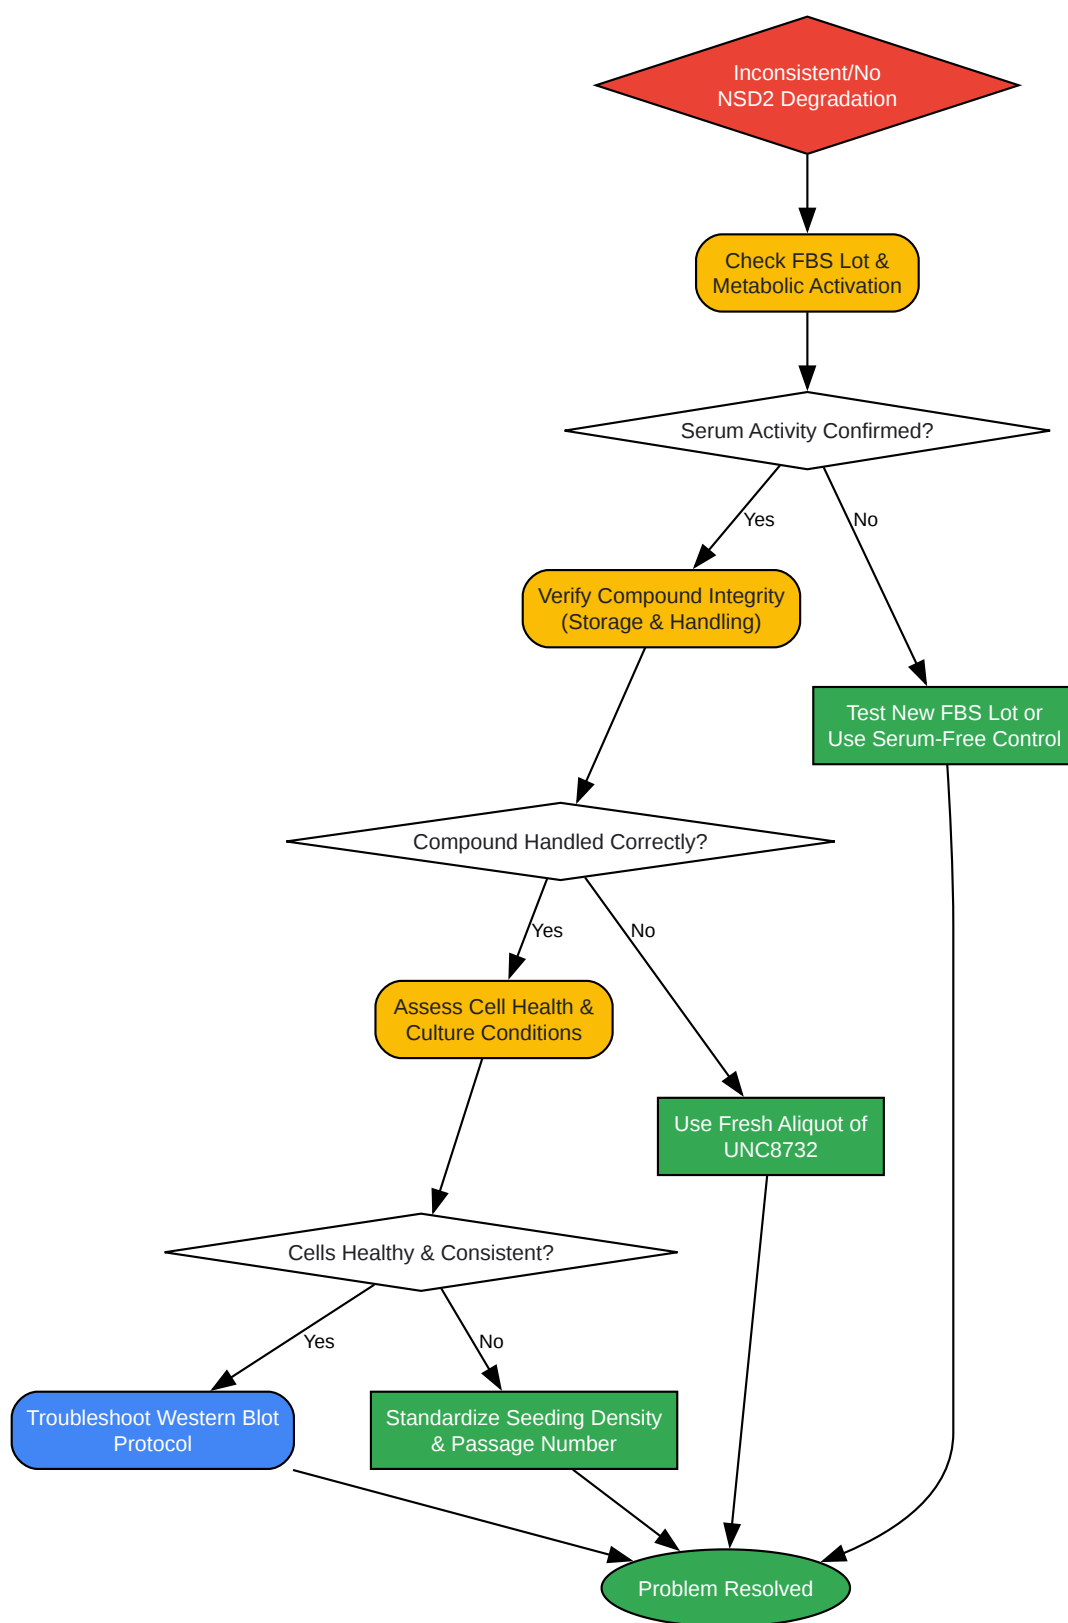 Inconsistent/No
NSD2 Degradation
Check FBS Lot &
Metabolic Activation
Serum Activity Confirmed?
Yes
No
Verify Compound Integrity
(Storage & Handling)
Test New FBS Lot or
Use Serum-Free Control
Compound Handled Correctly?
Yes
No
Assess Cell Health &
Culture Conditions
Use Fresh Aliquot of
UNC8732
Cells Healthy & Consistent?
Yes
No
Troubleshoot Western Blot
Protocol
Standardize Seeding Density
& Passage Number
Problem Resolved